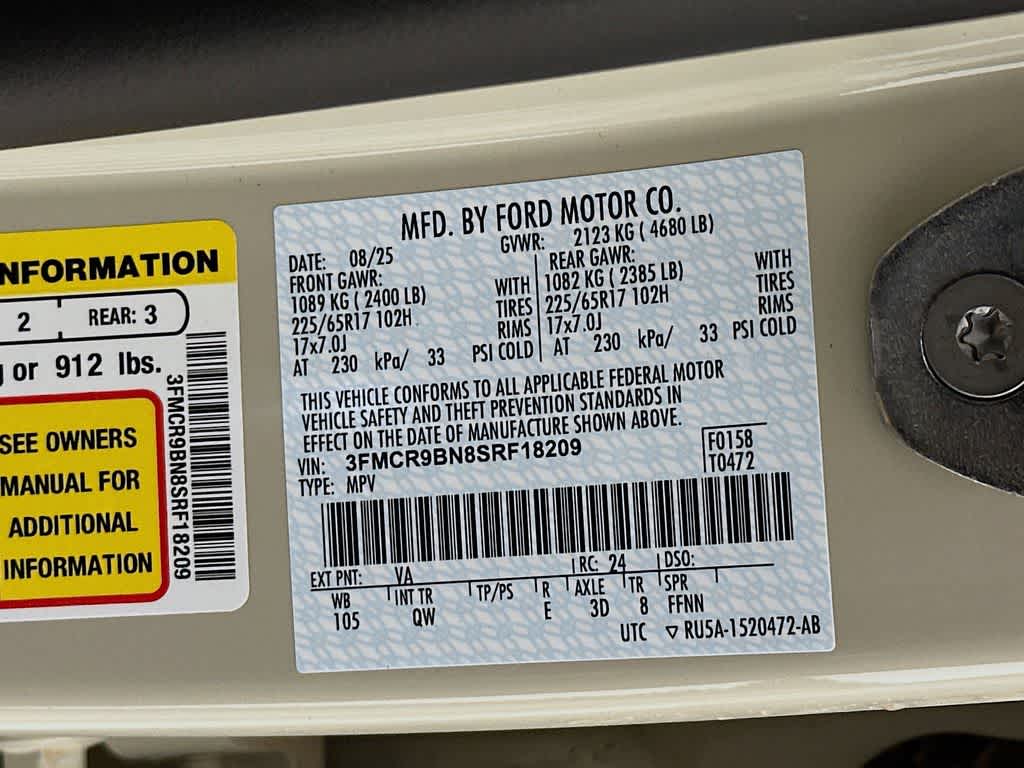 NFORMATION
2 REAR: 3
or 912 lbs.
SEE OWNERS
MANUAL FOR
ADDITIONAL
INFORMATION
3FMCR9BN8SRF18209
MFD. BY FORD MOTOR CO.
DATE: 08/25 GVWR: 2123 KG ( 4680 LB)
FRONT GAWR: REAR GAWR:
1089 KG (2400 LB) WITH 1082 KG (2385 LB) WITH
225/65R17 102H TIRES 225/65R17 102H TIRES
17x7.0J RIMS 17x7.0J RIMS
AT 230 kPa/ 33 PSI COLD AT 230 kPa/ 33 PSI COLD
THIS VEHICLE CONFORMS TO ALL APPLICABLE FEDERAL MOTOR
VEHICLE SAFETY AND THEFT PREVENTION STANDARDS IN
EFFECT ON THE DATE OF MANUFACTURE SHOWN ABOVE.
VIN: 3FMCR9BN8SRF18209 F0158
TYPE: MPV T0472
EXT PNT: VA RC: 24 DSO:
WB INT TR TP/PS R AXLE TR SPR
105 QW E 3D 8 FFNN
UTC ▽ RU5A-1520472-AB